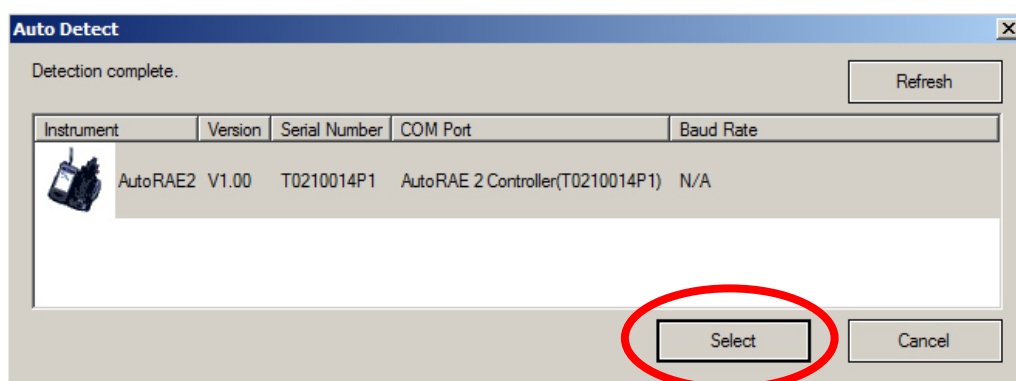 Auto Detect
Detection complete.
Refresh
Instrument Version Serial Number COM Port Baud Rate
AutoRAE2 V1.00 T0210014P1 AutoRAE 2 Controller(T0210014P1) N/A
Select Cancel